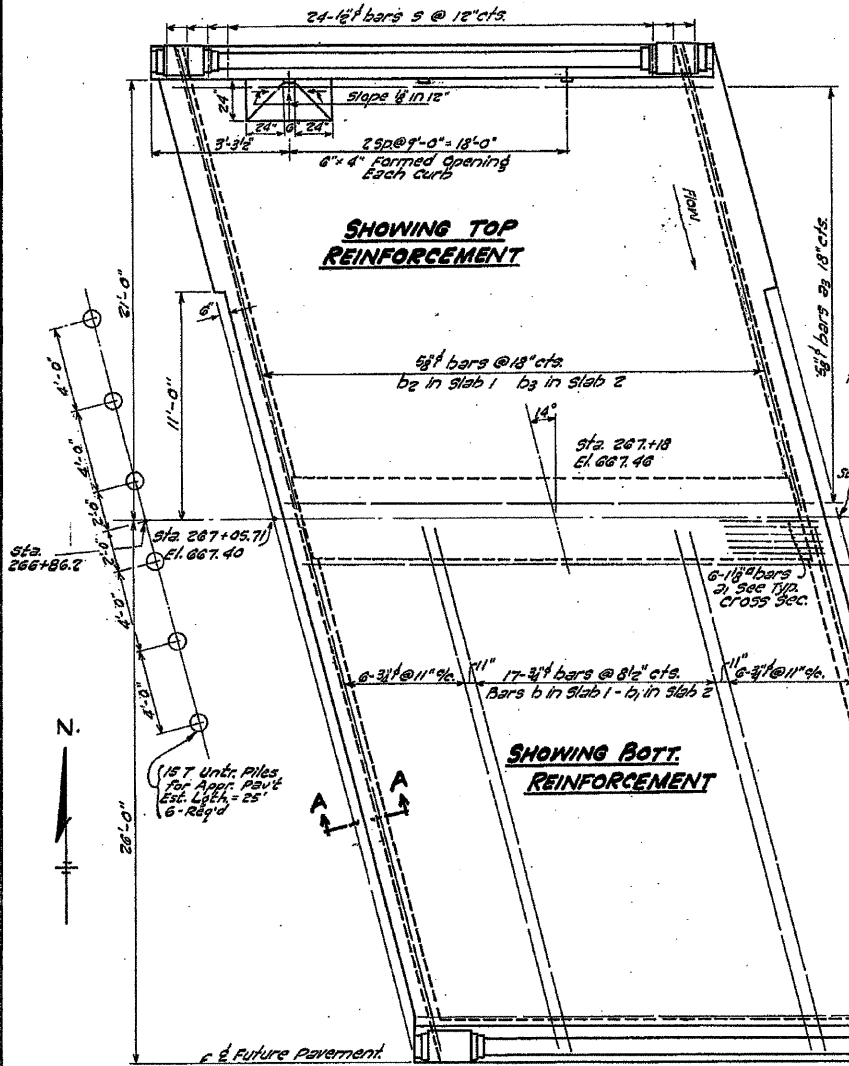 24-½"ᶲ bars s @ 12"cts.
Slope ⅛ in 12"
24"
24" 6" 24"
3'-3½"
2 Sp.@9'-0" = 18'-0"
6"x 4" Formed Opening
Each Curb
SHOWING TOP
REINFORCEMENT
Flow
21'-0"
6"
11'-0"
4'-0"
4'-0"
2'-0"
2'-0"
4'-0"
4'-0"
⅝"ᶲ bars a₃ 18"cts.
⅝"ᶲ bars @ 18" cts.
b₂ in Slab 1 b₃ in Slab 2
14°
Sta. 267+18
El. 667.46
Sta.
266+86.2
Sta. 267+05.71
El. 667.40
6-1⅛"▫ bars
a₁ See Typ.
Cross Sec.
6-¾"ᶲ@11"%.
11"
17-¾"ᶲ bars @ 8½" cts.
11"
6-¾"ᶲ@11"%.
Bars b in Slab 1 - b₁ in Slab 2
SHOWING BOTT.
REINFORCEMENT
N.
15 T Untr. Piles
for Appr. Pav't
Est. Lgth. = 25'
6-Req'd
A A
26'-0"
Future Pavement.